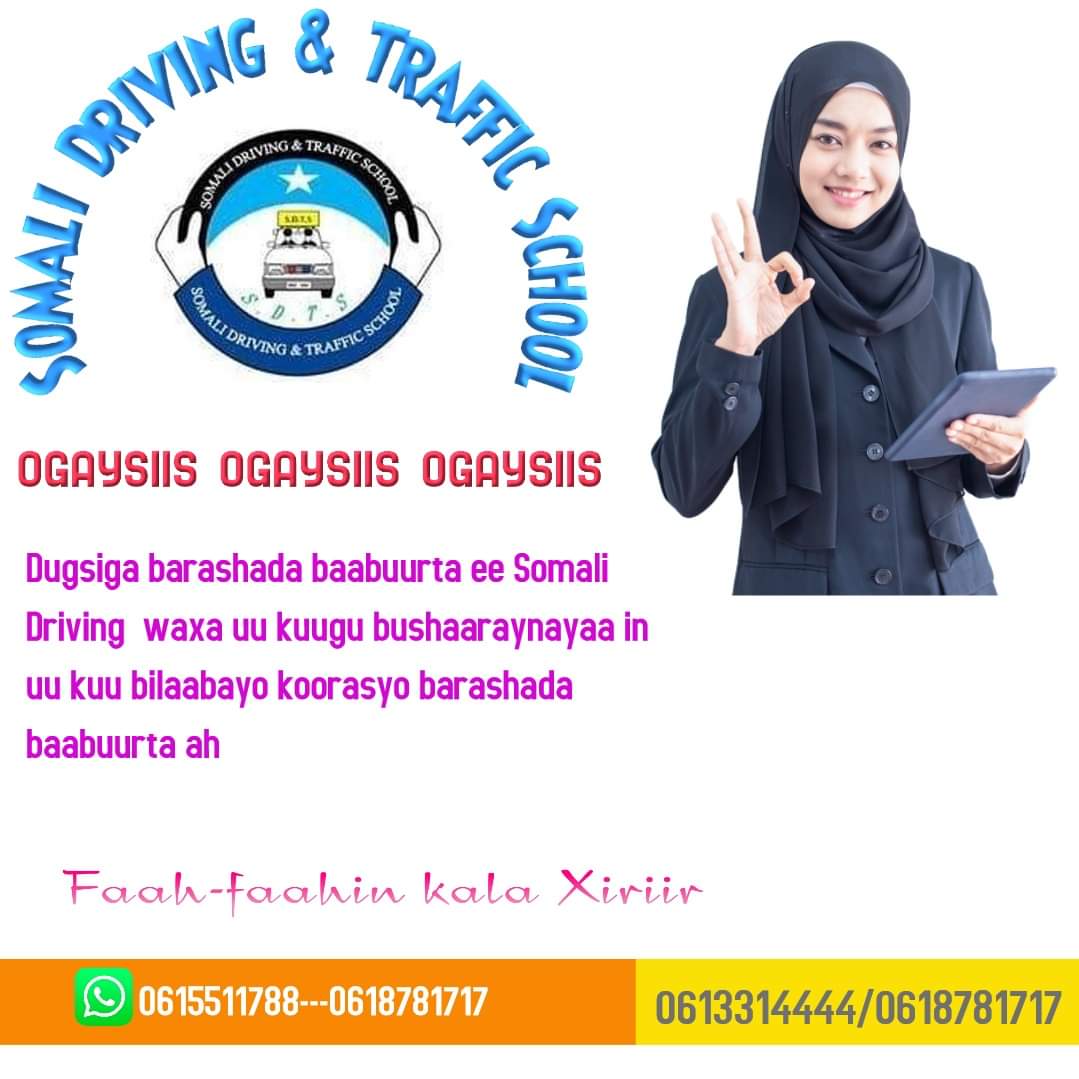 SOMALI DRIVING & TRAFFIC SCHOOL
SOMALI DRIVING & TRAFFIC SCHOOL
S.D.T.S
S . D . T . S
SOMALI DRIVING & TRAFFIC SCHOOL
OGAYSIIS OGAYSIIS OGAYSIIS
Dugsiga barashada baabuurta ee Somali
Driving waxa uu kuugu bushaaraynayaa in
uu kuu bilaabayo koorasyo barashada
baabuurta ah
Faah-faahin kala Xiriir
0615511788---0618781717
0613314444/0618781717